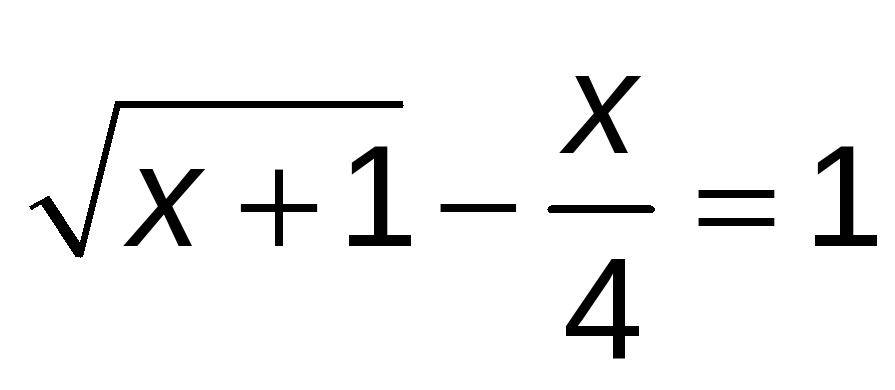 √x+1 − x/4 = 1